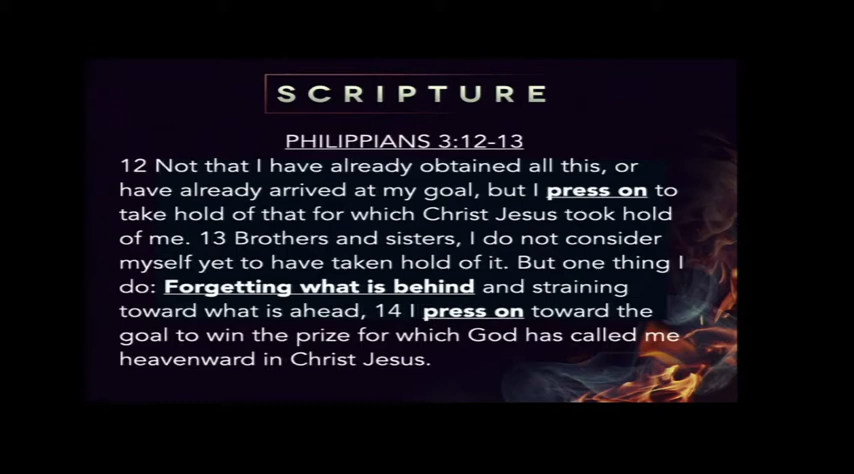 SCRIPTURE
PHILIPPIANS 3:12-13
12 Not that I have already obtained all this, or
have already arrived at my goal, but I press on to
take hold of that for which Christ Jesus took hold
of me. 13 Brothers and sisters, I do not consider
myself yet to have taken hold of it. But one thing I
do: Forgetting what is behind and straining
toward what is ahead, 14 I press on toward the
goal to win the prize for which God has called me
heavenward in Christ Jesus.